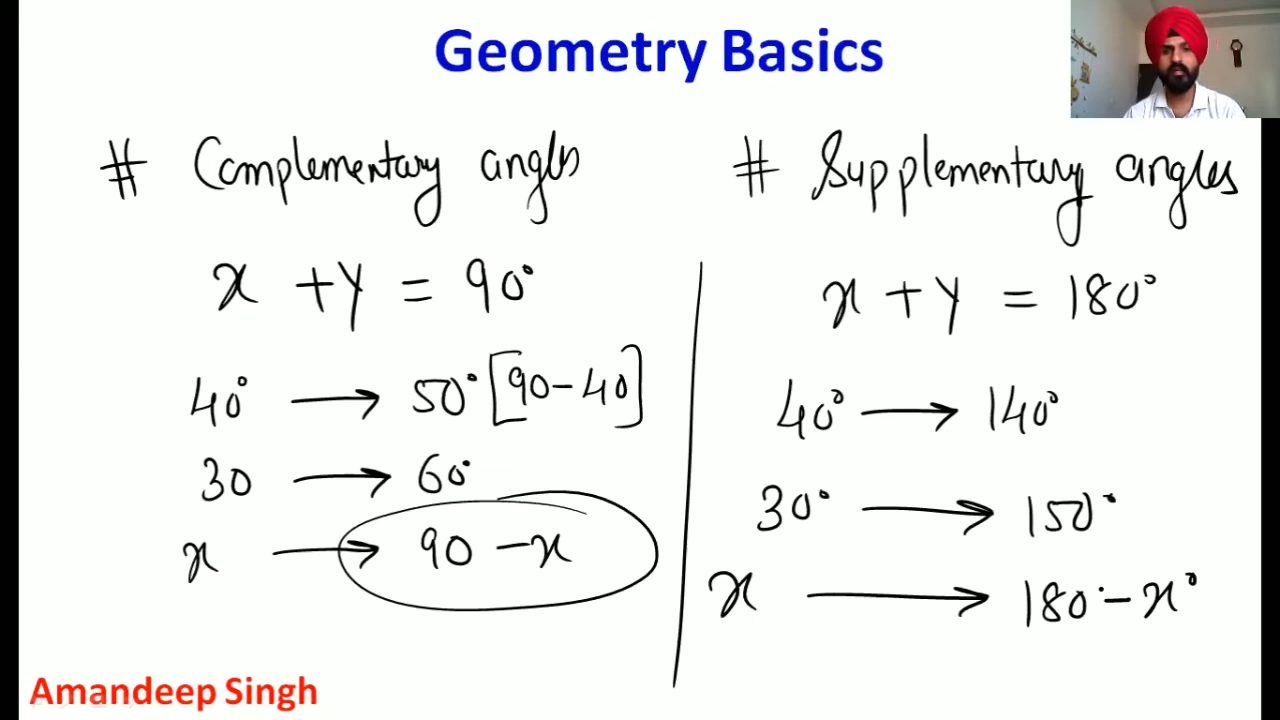 Geometry Basics
# Complementary angles
x + y = 90°
40° → 50° [90-40]
30 → 60°
x → 90 - x
# Supplementary angles
x + y = 180°
40° → 140°
30° → 150°
x → 180° - x°
Amandeep Singh